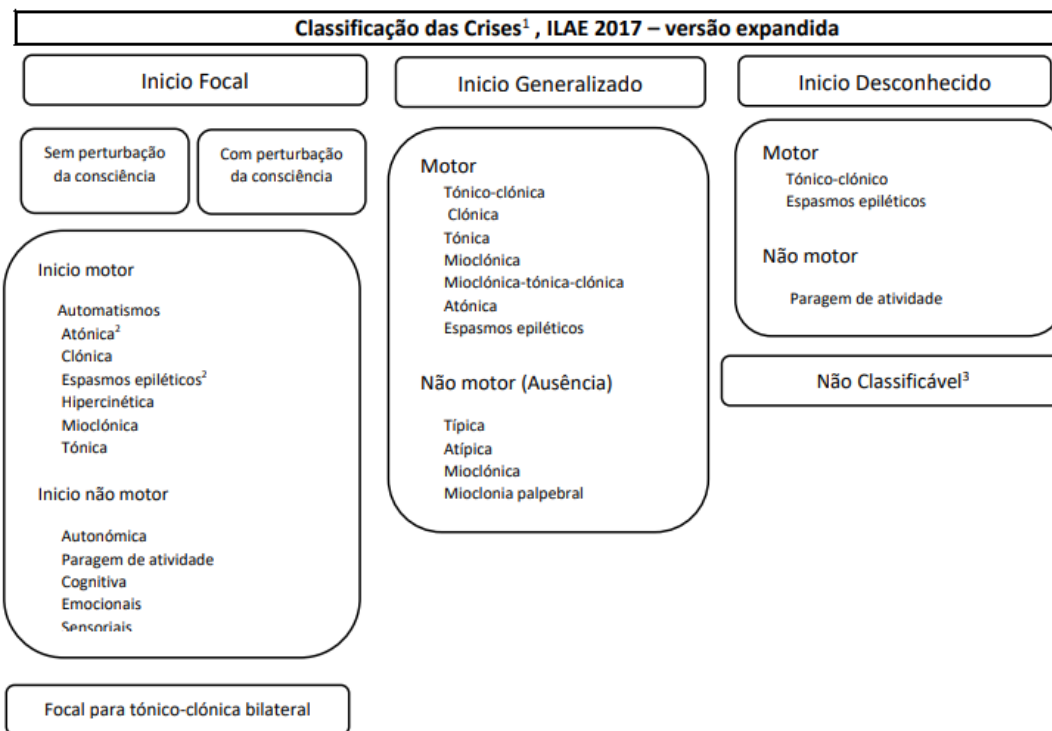 Classificação das Crises¹ , ILAE 2017 – versão expandida
Inicio Focal
Sem perturbação
da consciência
Com perturbação
da consciência
Inicio motor
Automatismos
Atónica²
Clónica
Espasmos epiléticos²
Hipercinética
Mioclónica
Tónica
Inicio não motor
Autonómica
Paragem de atividade
Cognitiva
Emocionais
Sensoriais
Focal para tónico-clónica bilateral
Inicio Generalizado
Motor
Tónico-clónica
Clónica
Tónica
Mioclónica
Mioclónica-tónica-clónica
Atónica
Espasmos epiléticos
Não motor (Ausência)
Típica
Atípica
Mioclónica
Mioclonia palpebral
Inicio Desconhecido
Motor
Tónico-clónico
Espasmos epiléticos
Não motor
Paragem de atividade
Não Classificável³